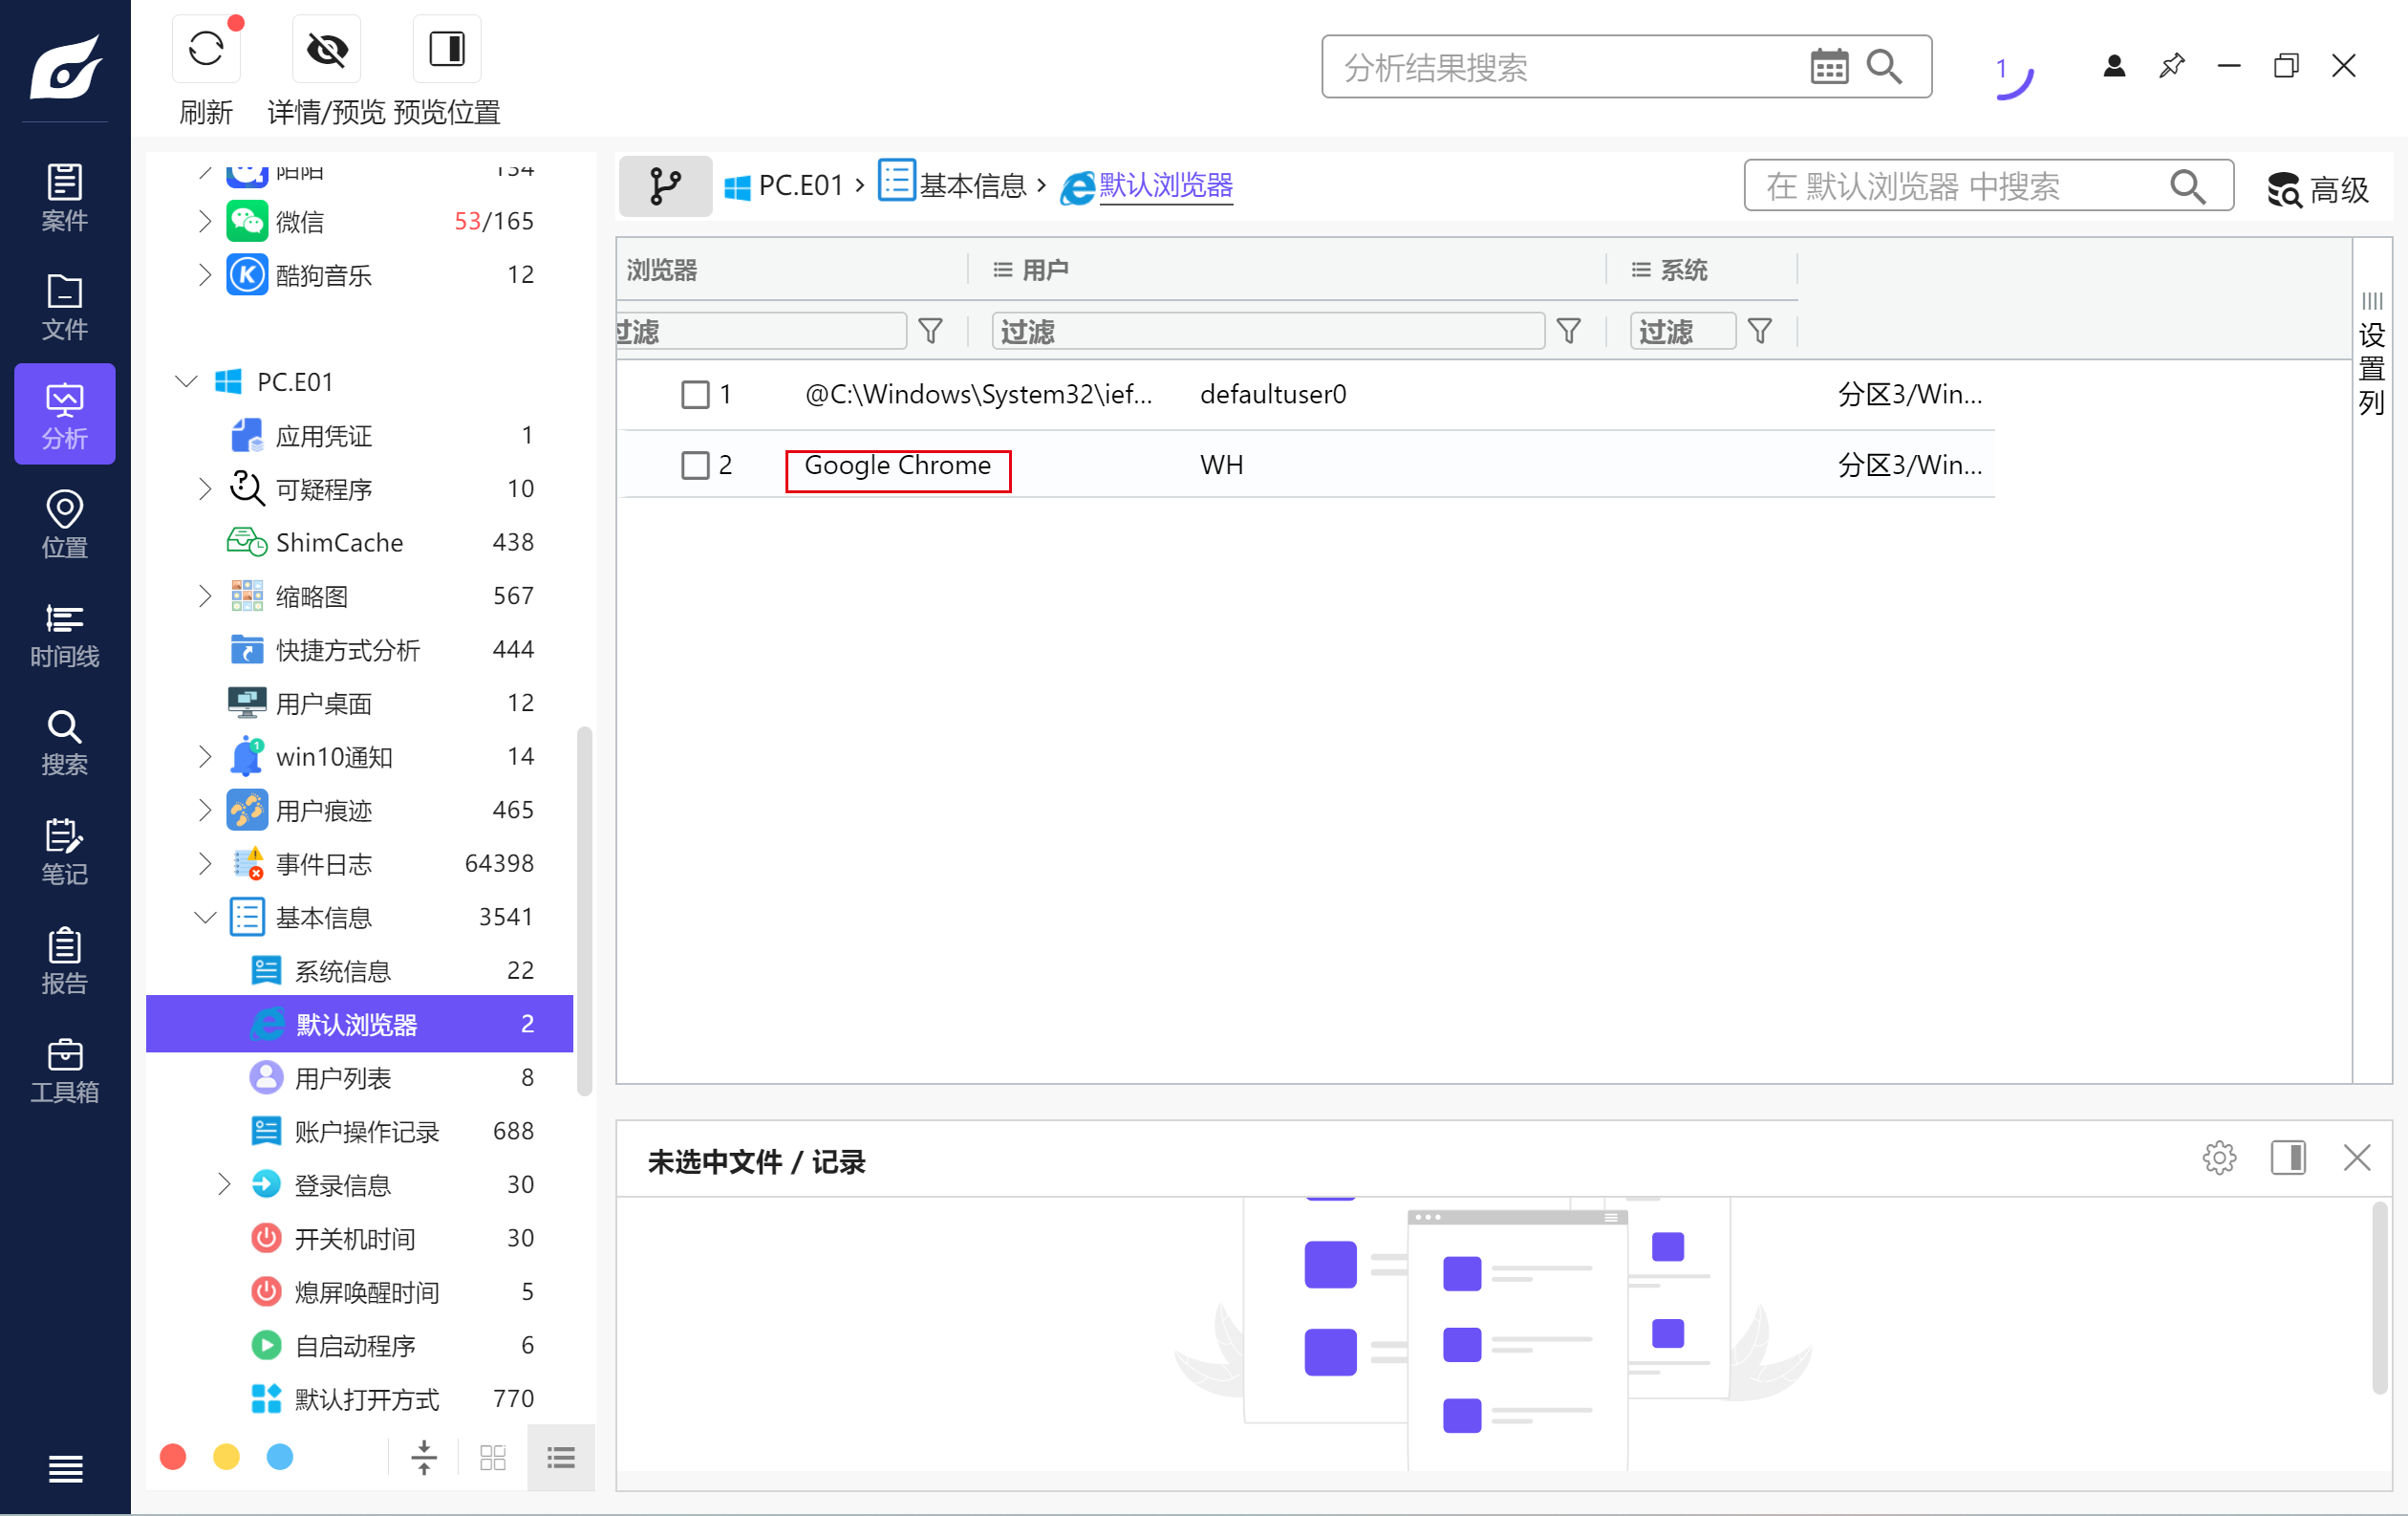 刷新
详情/预览
预览位置
分析结果搜索
1
案件
文件
分析
位置
时间线
搜索
笔记
报告
工具箱
陌陌 154
微信 53/165
酷狗音乐 12
PC.E01
应用凭证 1
可疑程序 10
ShimCache 438
缩略图 567
快捷方式分析 444
用户桌面 12
win10通知 14
用户痕迹 465
事件日志 64398
基本信息 3541
系统信息 22
默认浏览器 2
用户列表 8
账户操作记录 688
登录信息 30
开关机时间 30
熄屏唤醒时间 5
自启动程序 6
默认打开方式 770
PC.E01 › 基本信息 › 默认浏览器
在 默认浏览器 中搜索
高级
浏览器 用户 系统
过滤 过滤 过滤
1 @C:\Windows\System32\ief... defaultuser0 分区3/Win...
2 Google Chrome WH 分区3/Win...
设置列
未选中文件 / 记录